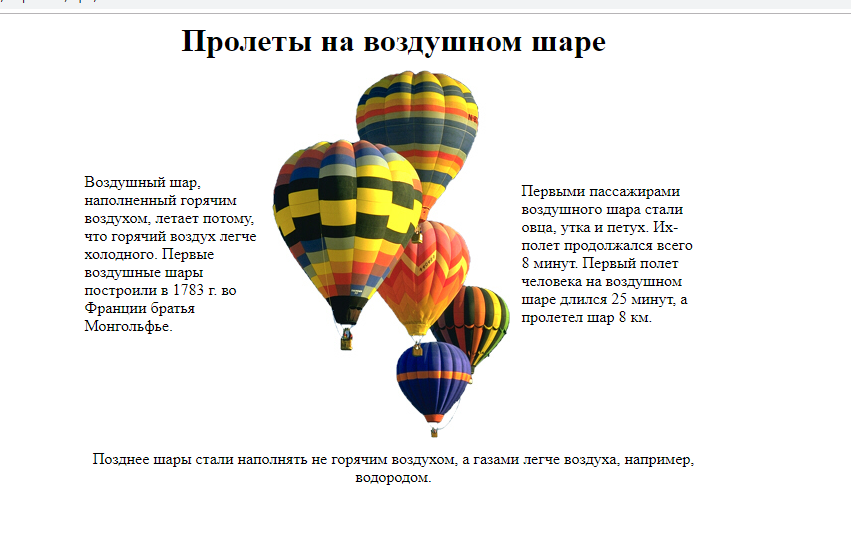 Пролеты на воздушном шаре
Воздушный шар,
наполненный горячим
воздухом, летает потому,
что горячий воздух легче
холодного. Первые
воздушные шары
построили в 1783 г. во
Франции братья
Монгольфье.
Первыми пассажирами
воздушного шара стали
овца, утка и петух. Их-
полет продолжался всего
8 минут. Первый полет
человека на воздушном
шаре длился 25 минут, а
пролетел шар 8 км.
Позднее шары стали наполнять не горячим воздухом, а газами легче воздуха, например,
водородом.